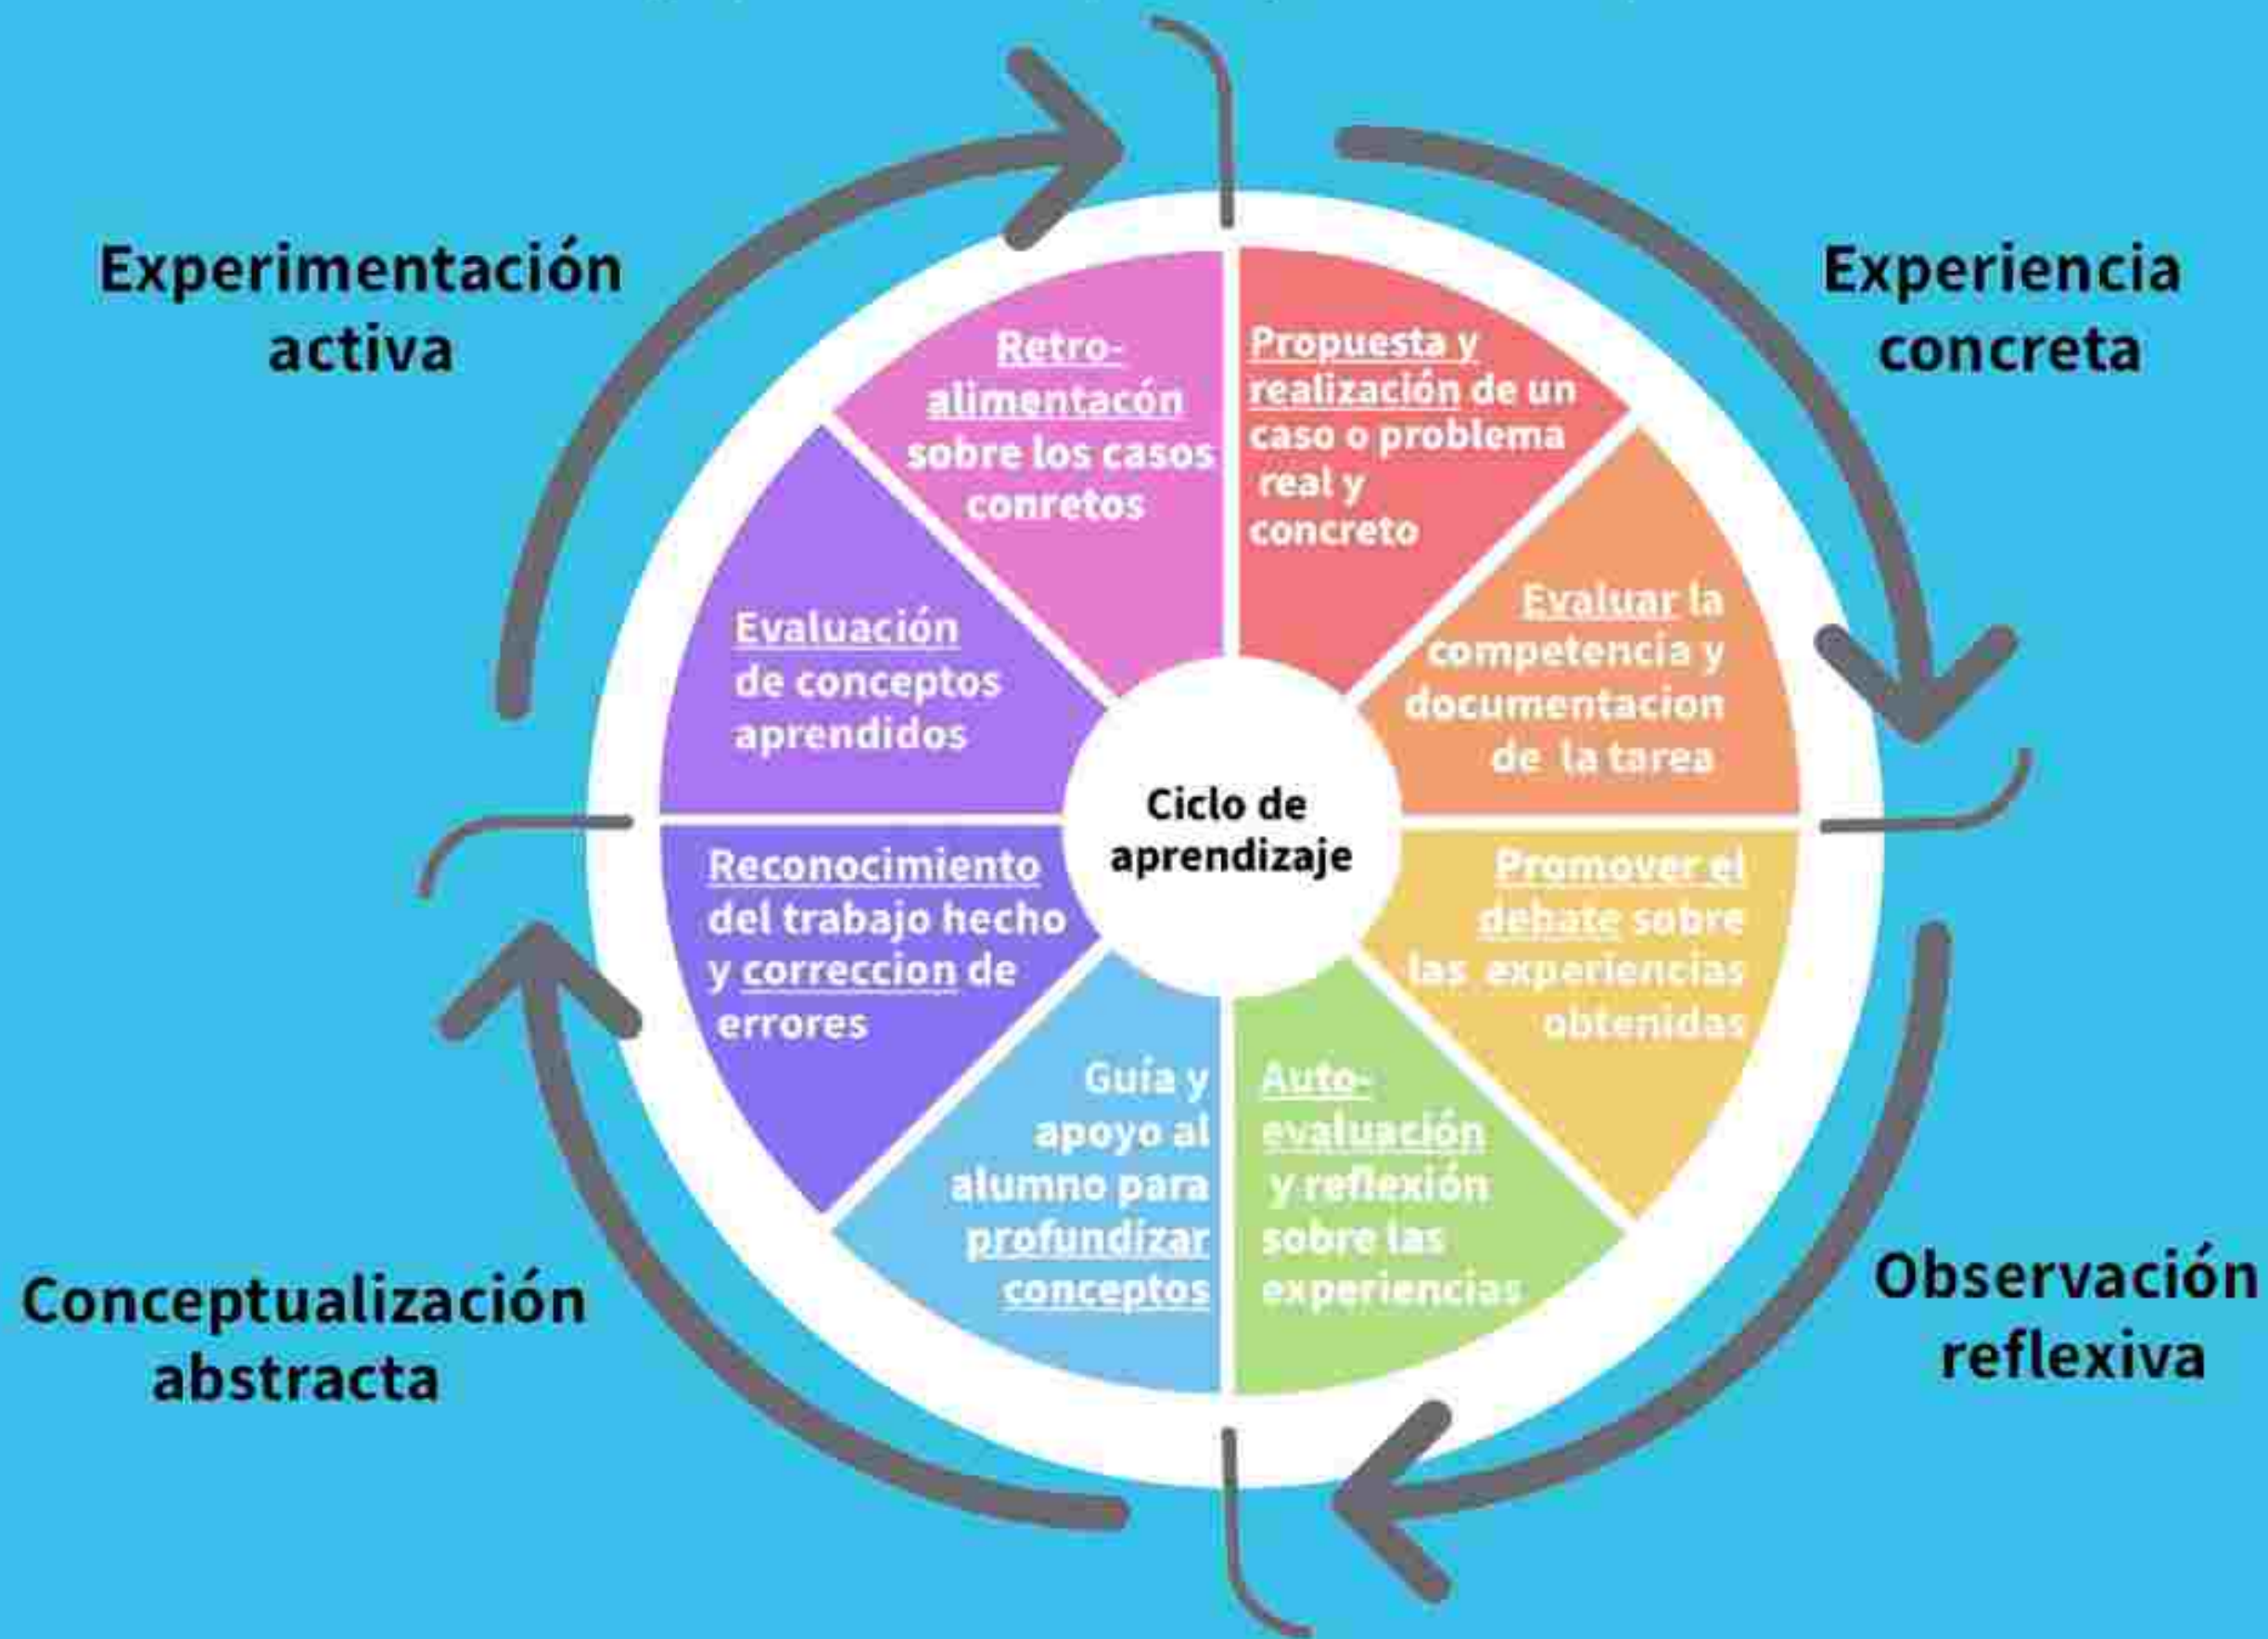 Experimentación
activa
Experiencia
concreta
Retro-
alimentacón
sobre los casos
conretos
Propuesta y
realización de un
caso o problema
real y
concreto
Evaluar la
competencia y
documentacion
de la tarea
Evaluación
de conceptos
aprendidos
Ciclo de
aprendizaje
Promover el
debate sobre
las experiencias
obtenidas
Reconocimiento
del trabajo hecho
y correccion de
errores
Guía y
apoyo al
alumno para
profundizar
conceptos
Auto-
evaluación
y reflexión
sobre las
experiencias
Conceptualización
abstracta
Observación
reflexiva